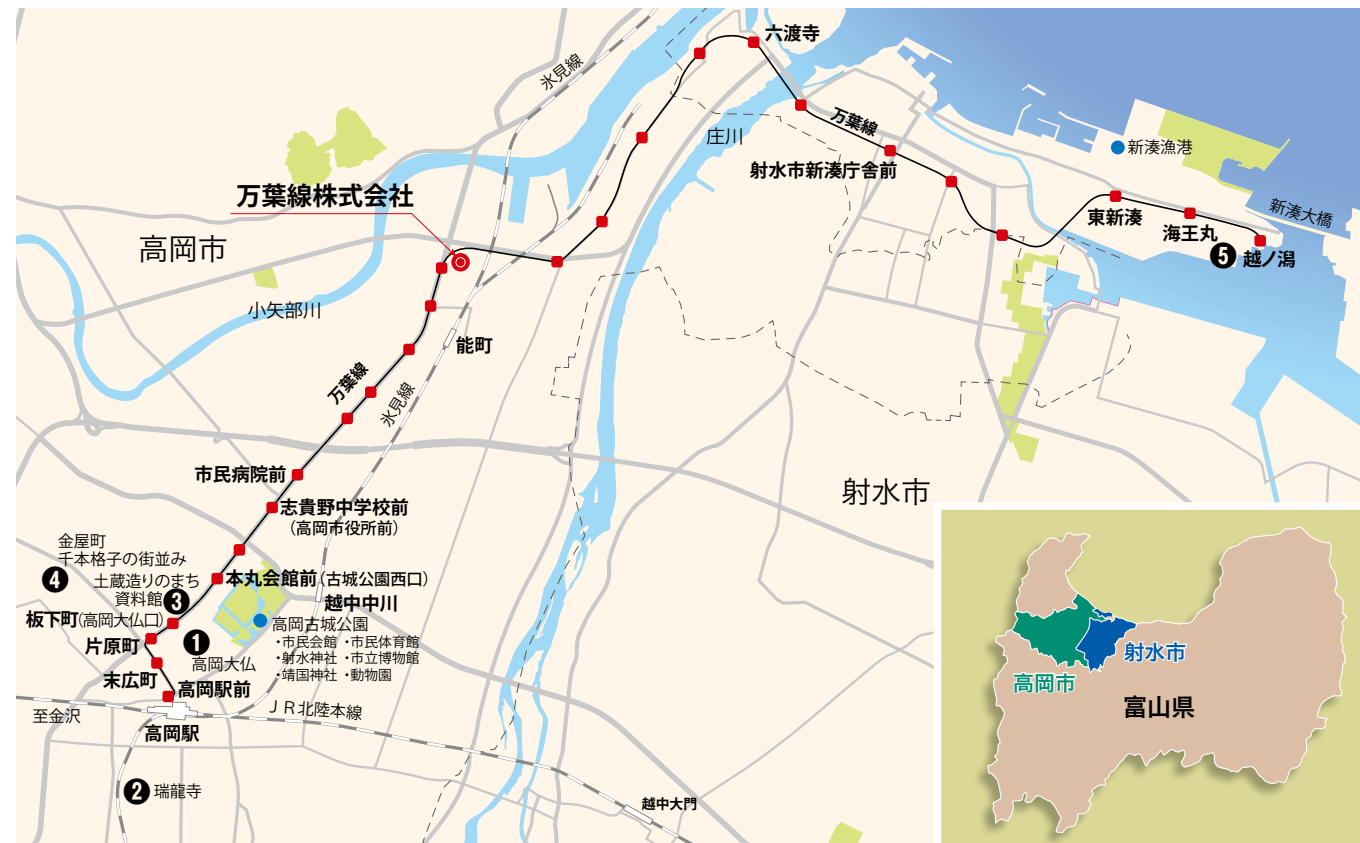 六渡寺
氷見線
万葉線
庄川
新湊漁港
射水市新湊庁舎前
万葉線株式会社
新湊大橋
東新湊
海王丸
高岡市
❺ 越ノ潟
小矢部川
能町
万葉線
氷見線
市民病院前
射水市
志貴野中学校前
(高岡市役所前)
金屋町
千本格子の街並み
❹
土蔵造りのまち
資料館
❸
本丸会館前(古城公園西口)
越中中川
板下町(高岡大仏口)
高岡古城公園
・市民会館 ・市民体育館
・射水神社 ・市立博物館
・靖国神社 ・動物園
片原町
❶
高岡大仏
末広町
高岡駅前
至金沢
JR北陸本線
高岡駅
❷ 瑞龍寺
越中大門
射水市
高岡市
富山県